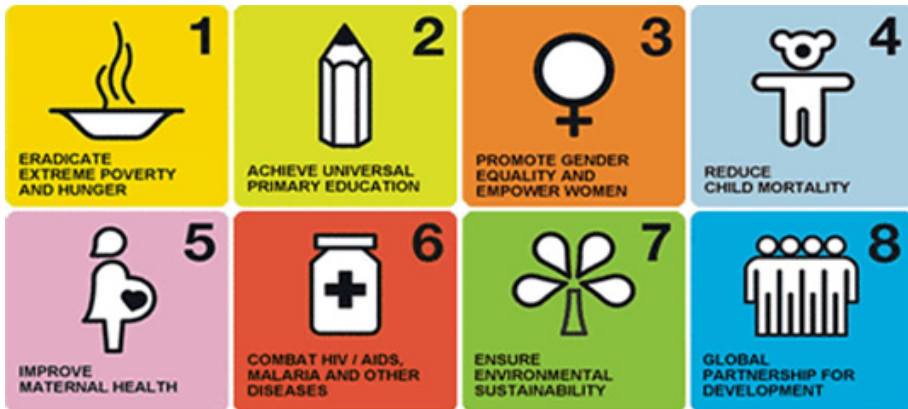 1
ERADICATE
EXTREME POVERTY
AND HUNGER
2
ACHIEVE UNIVERSAL
PRIMARY EDUCATION
3
PROMOTE GENDER
EQUALITY AND
EMPOWER WOMEN
4
REDUCE
CHILD MORTALITY
5
IMPROVE
MATERNAL HEALTH
6
COMBAT HIV / AIDS,
MALARIA AND OTHER
DISEASES
7
ENSURE
ENVIRONMENTAL
SUSTAINABILITY
8
GLOBAL
PARTNERSHIP FOR
DEVELOPMENT